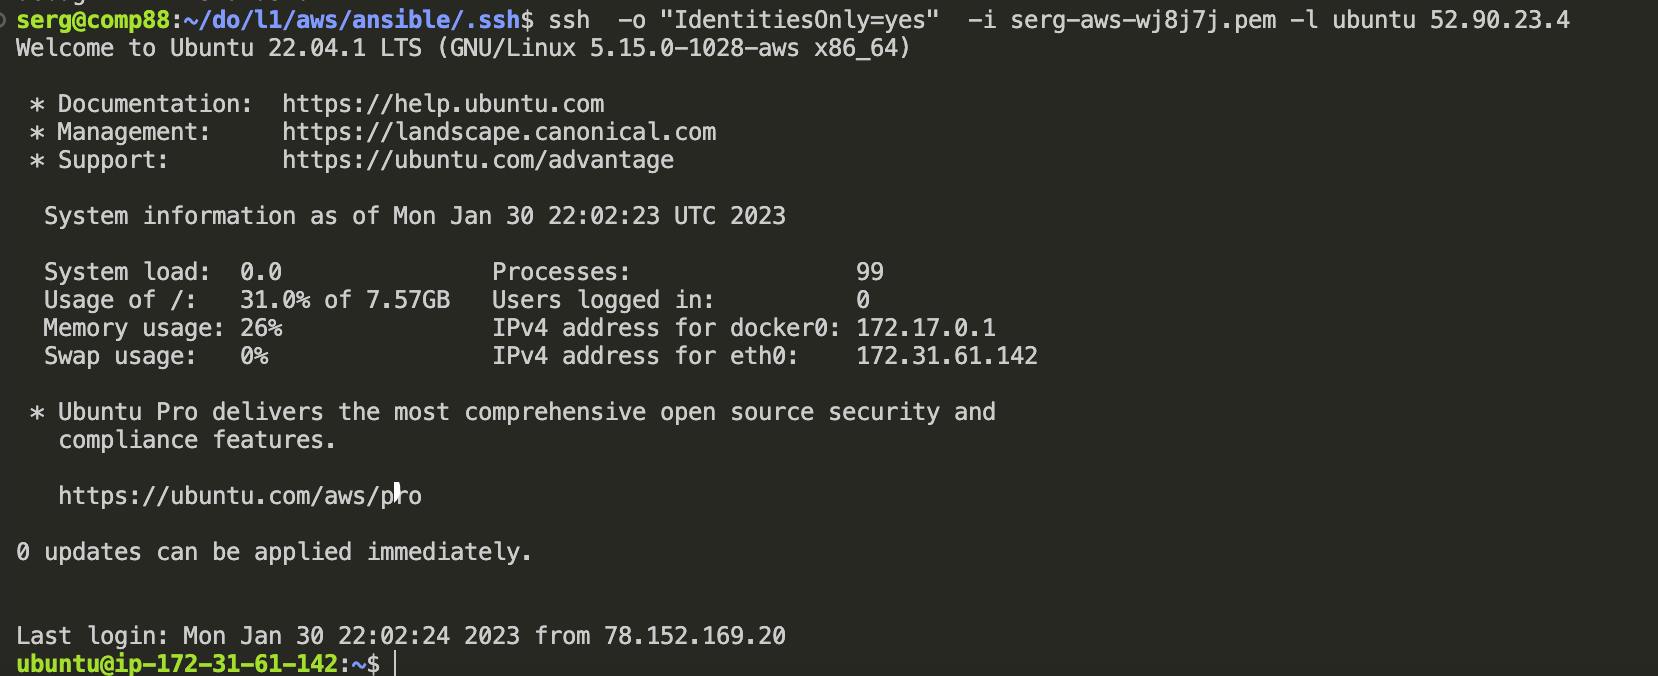 serg@comp88:~/do/l1/aws/ansible/.ssh$ ssh  -o "IdentitiesOnly=yes"  -i serg-aws-wj8j7j.pem -l ubuntu 52.90.23.4
Welcome to Ubuntu 22.04.1 LTS (GNU/Linux 5.15.0-1028-aws x86_64)

 * Documentation:  https://help.ubuntu.com
 * Management:     https://landscape.canonical.com
 * Support:        https://ubuntu.com/advantage

  System information as of Mon Jan 30 22:02:23 UTC 2023

  System load:  0.0               Processes:                99
  Usage of /:   31.0% of 7.57GB   Users logged in:          0
  Memory usage: 26%               IPv4 address for docker0: 172.17.0.1
  Swap usage:   0%                IPv4 address for eth0:    172.31.61.142

 * Ubuntu Pro delivers the most comprehensive open source security and
   compliance features.

   https://ubuntu.com/aws/pro

0 updates can be applied immediately.


Last login: Mon Jan 30 22:02:24 2023 from 78.152.169.20
ubuntu@ip-172-31-61-142:~$